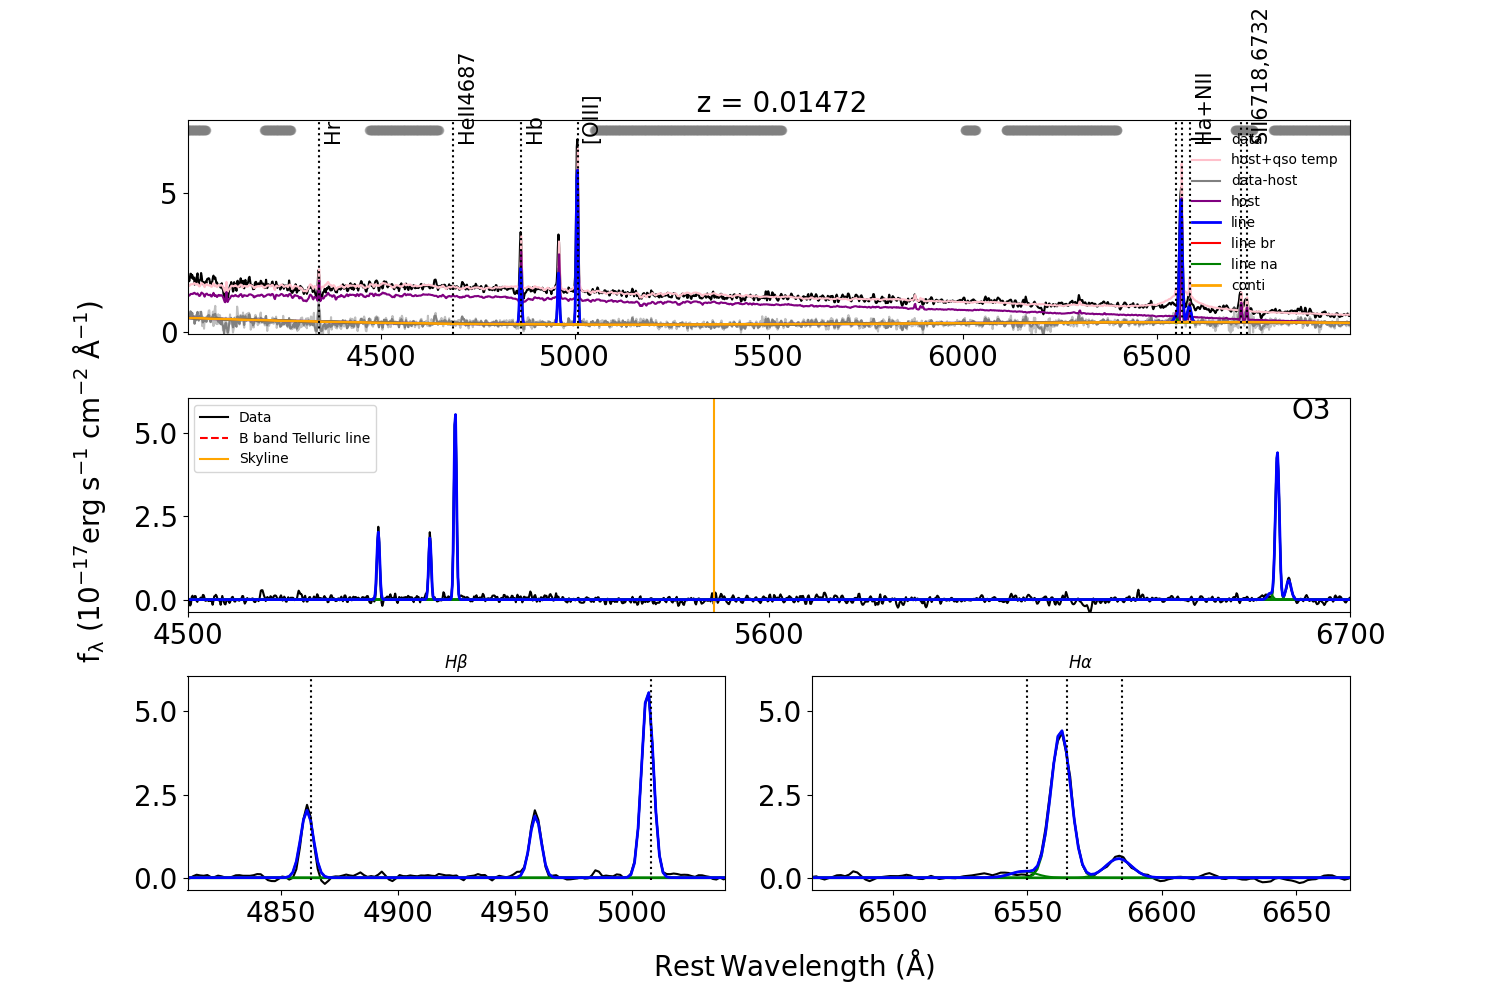 z = 0.01472
Hr
HeII4687
Hb
[OIII]
Ha+NII
SII6718,6732
data
host+qso temp
data-host
host
line
line br
line na
conti
5
0
4500 5000 5500 6000 6500
fλ (10⁻¹⁷erg s⁻¹ cm⁻² Å⁻¹)
O3
Data
B band Telluric line
Skyline
5.0
2.5
0.0
4500 5600 6700
Hβ
5.0
2.5
0.0
4850 4900 4950 5000
Hα
5.0
2.5
0.0
6500 6550 6600 6650
Rest Wavelength (Å)